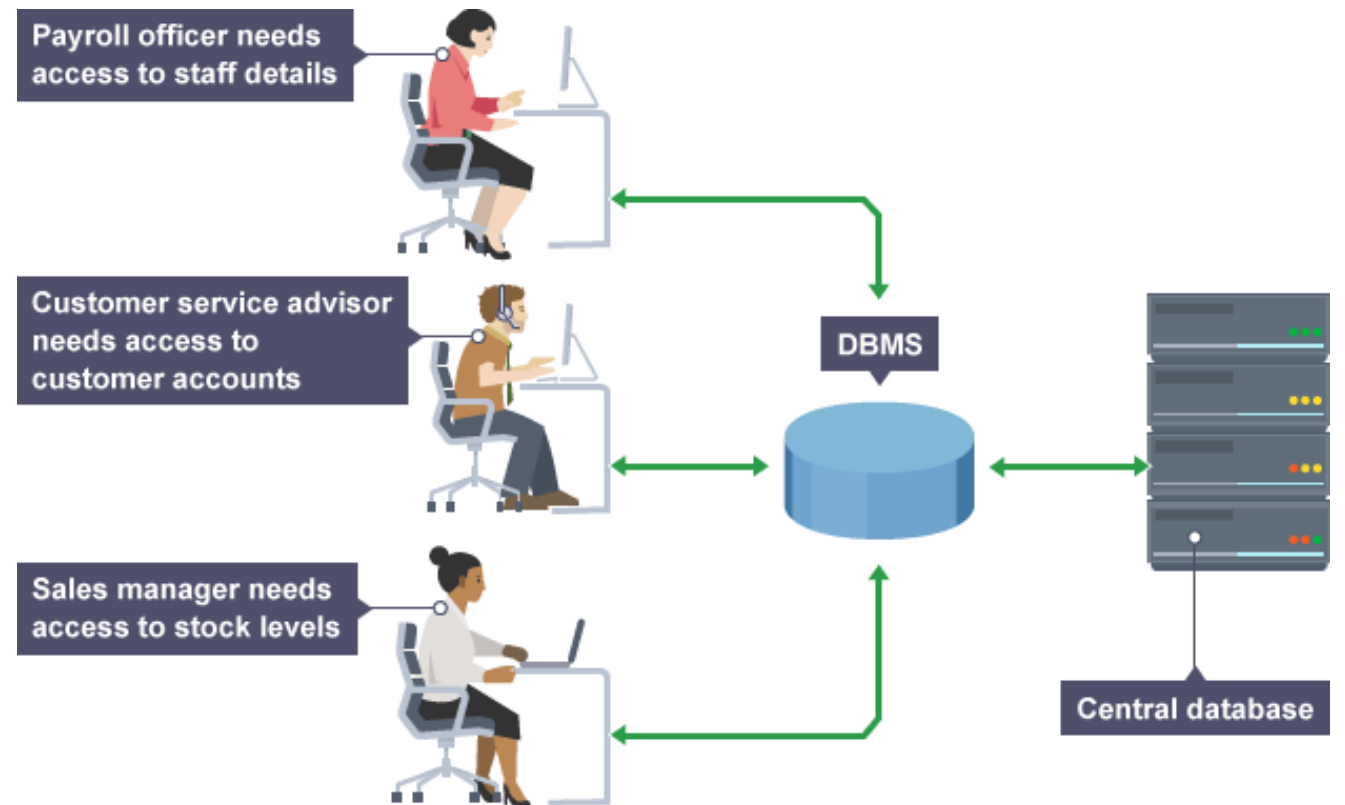 Payroll officer needs
access to staff details
Customer service advisor
needs access to
customer accounts
DBMS
Sales manager needs
access to stock levels
Central database